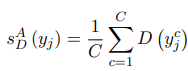 s_D^A (y_j) = \frac{1}{C} \sum_{c=1}^{C} D (y_j^c)